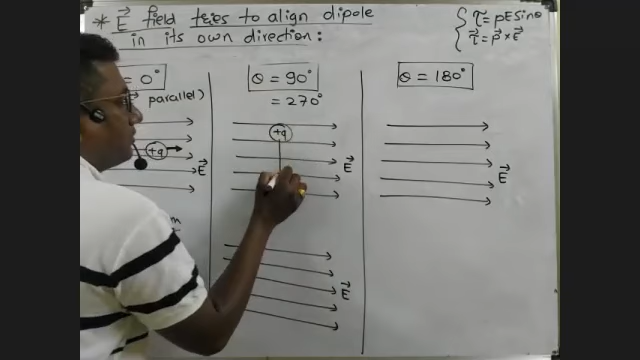 * E⃗ field tries to align dipole
in its own direction:
τ = pE sinθ
τ⃗ = p⃗ × E⃗
= 0°
parallel)
+q
E⃗
θ = 90°
= 270°
+q
E⃗
E⃗
θ = 180°
E⃗